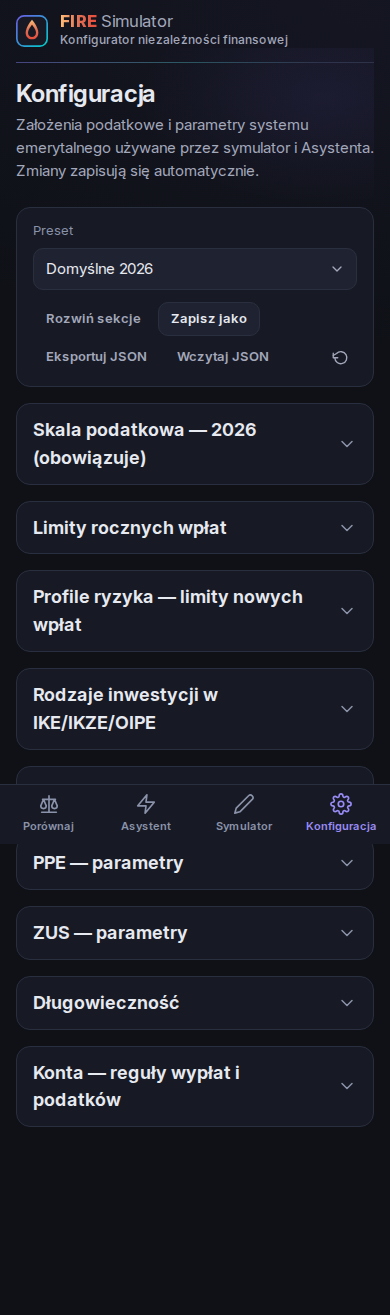 FIRE Simulator
Konfigurator niezależności finansowej
Konfiguracja
Założenia podatkowe i parametry systemu
emerytalnego używane przez symulator i Asystenta.
Zmiany zapisują się automatycznie.
Preset
Domyślne 2026
Rozwiń sekcje
Zapisz jako
Eksportuj JSON
Wczytaj JSON
Skala podatkowa — 2026
(obowiązuje)
Limity rocznych wpłat
Profile ryzyka — limity nowych
wpłat
Rodzaje inwestycji w
IKE/IKZE/OIPE
Porównaj
Asystent
Symulator
Konfiguracja
PPE — parametry
ZUS — parametry
Długowieczność
Konta — reguły wypłat i
podatków